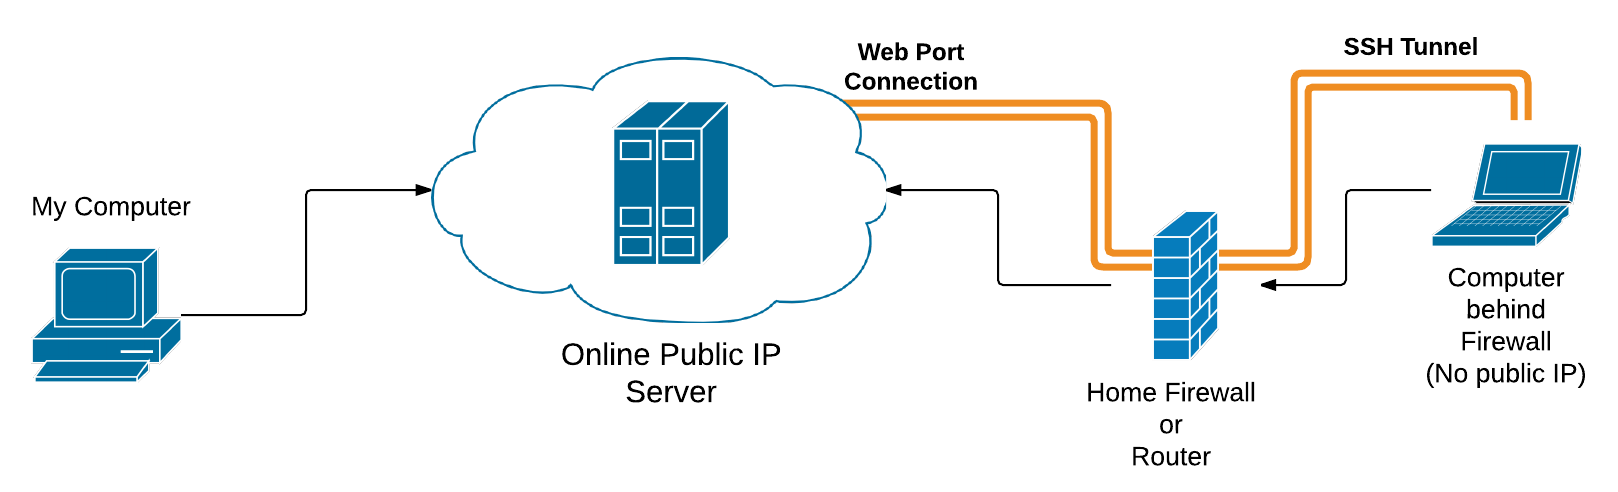 Web Port
Connection
SSH Tunnel
My Computer
Online Public IP
Server
Computer
behind
Firewall
(No public IP)
Home Firewall
or
Router